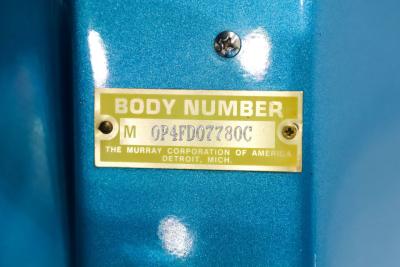 BODY NUMBER
M 0P4FD07780C
THE MURRAY CORPORATION OF AMERICA
DETROIT, MICH.